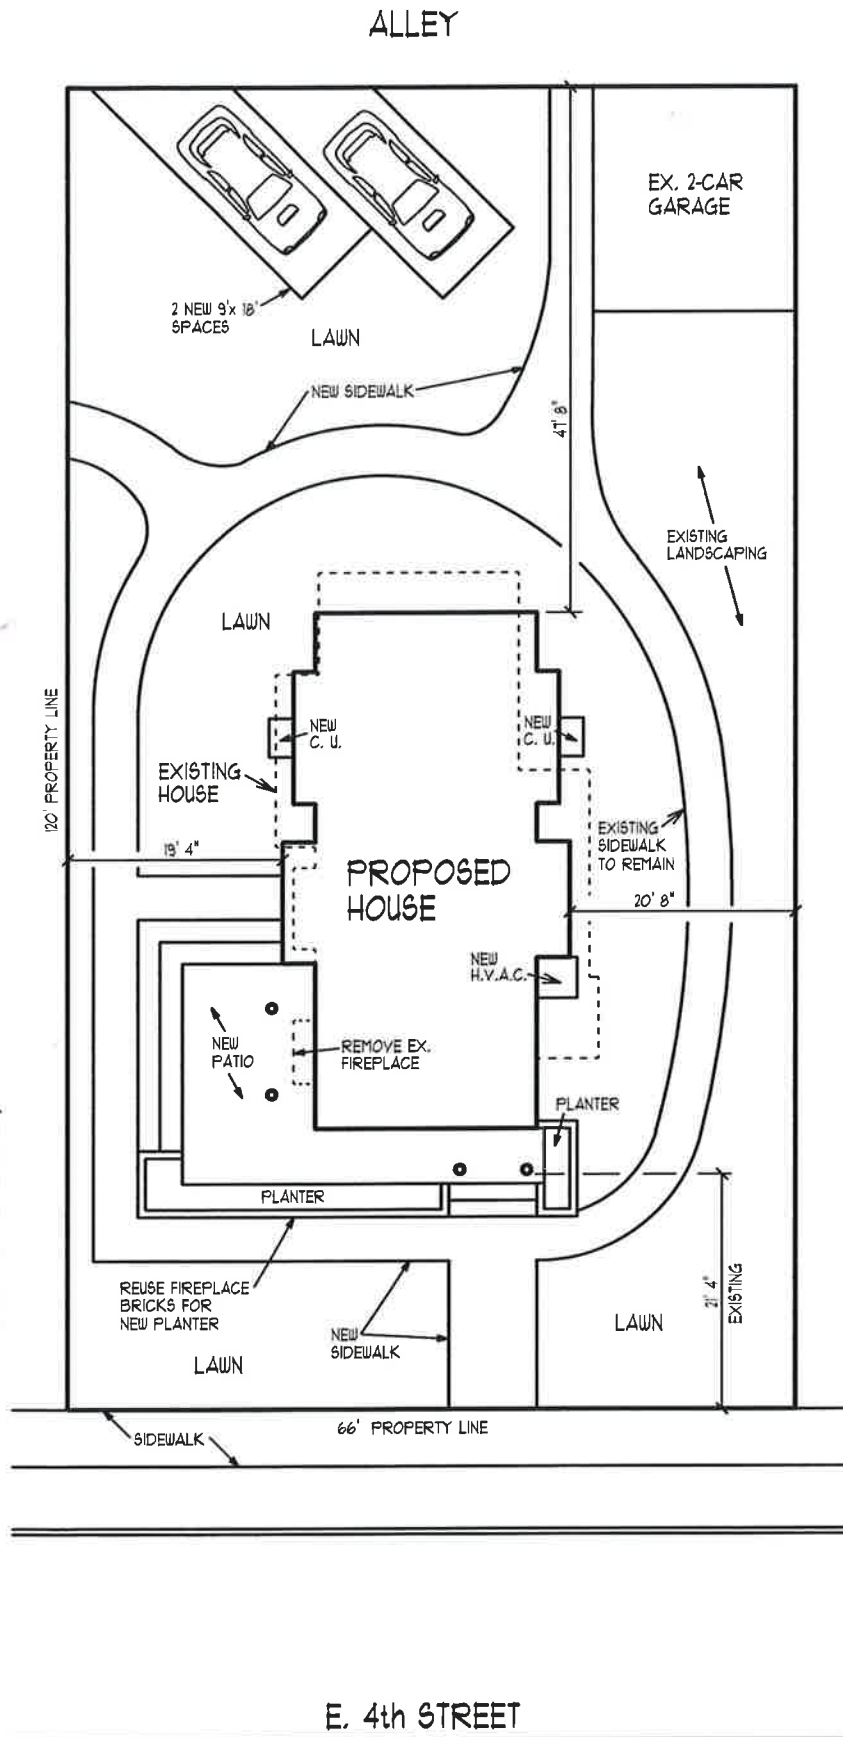 ALLEY
EX. 2-CAR
GARAGE
2 NEW 9'x 18'
SPACES
LAWN
NEW SIDEWALK
47' 8"
EXISTING
LANDSCAPING
LAWN
120' PROPERTY LINE
NEW
C. U.
NEW
C. U.
EXISTING
HOUSE
EXISTING
SIDEWALK
TO REMAIN
19' 4"
PROPOSED
HOUSE
20' 8"
NEW
H.V.A.C.
NEW
PATIO
REMOVE EX.
FIREPLACE
PLANTER
PLANTER
REUSE FIREPLACE
BRICKS FOR
NEW PLANTER
21' 4"
EXISTING
NEW
SIDEWALK
LAWN
LAWN
66' PROPERTY LINE
SIDEWALK
E. 4th STREET